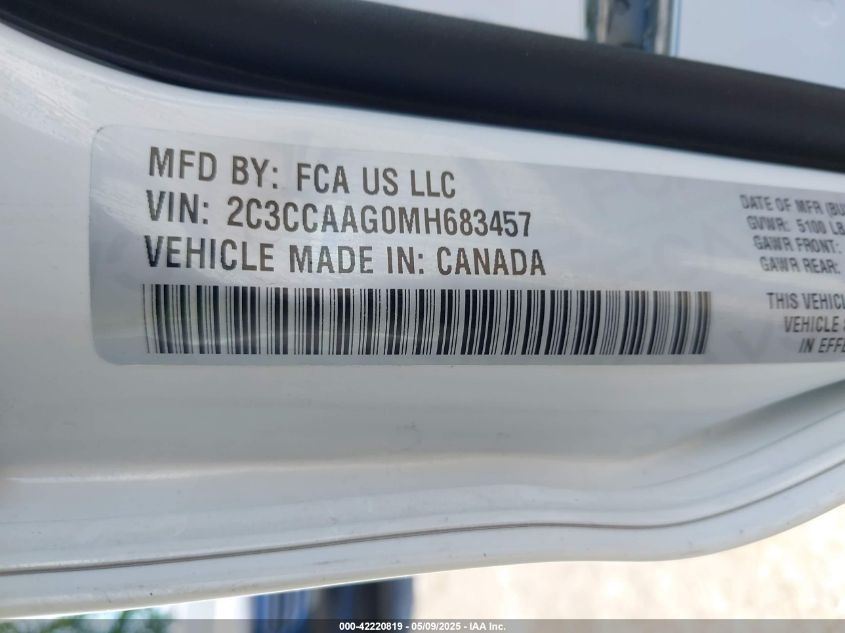 MFD BY: FCA US LLC
VIN: 2C3CCAAG0MH683457
VEHICLE MADE IN: CANADA
DATE OF MFR (BU
GVWR: 5100 LB
GAWR FRONT:
GAWR REAR:
THIS VEHICL
VEHICLE
IN EFFE
000-42220819 | 05/09/2025 - IAA Inc.